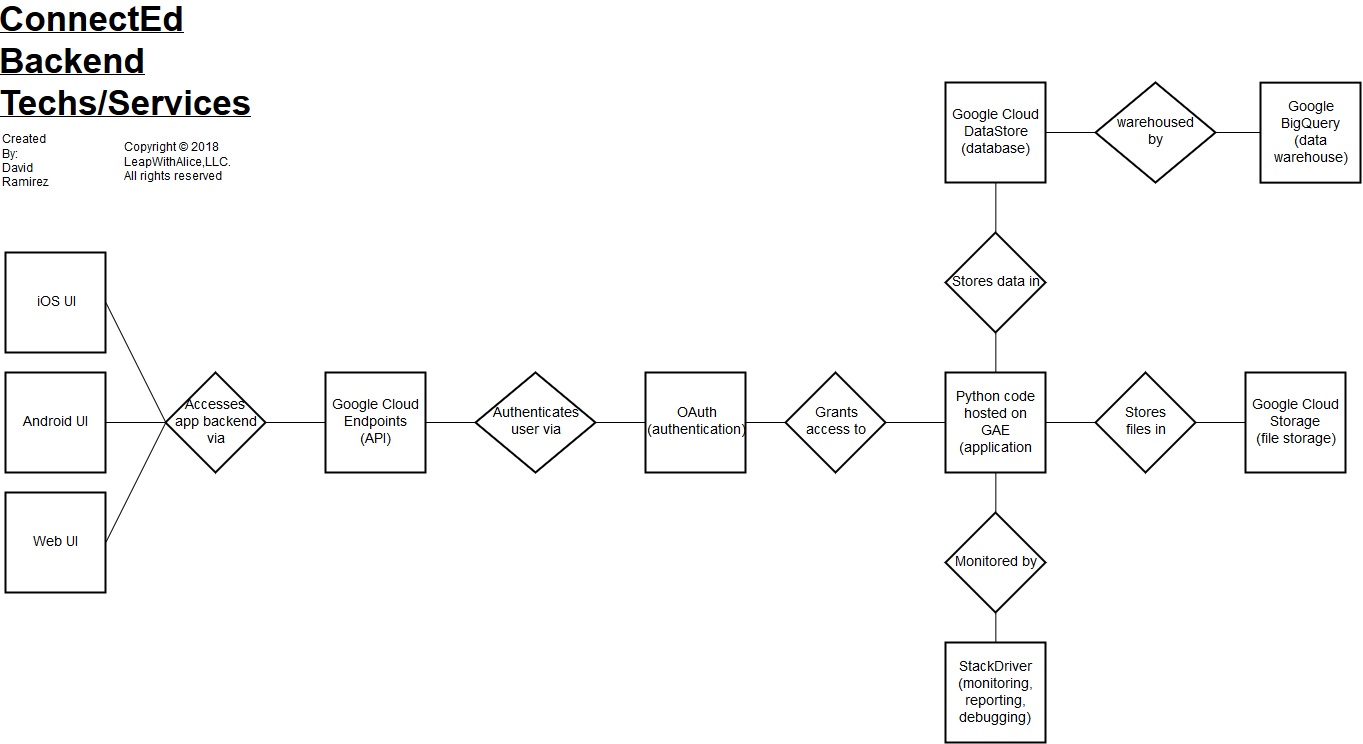 ConnectEd
Backend
Techs/Services
Created
By:
David
Ramirez
Copyright © 2018
LeapWithAlice,LLC.
All rights reserved
Google Cloud
DataStore
(database)
warehoused
by
Google
BigQuery
(data
warehouse)
Stores data in
iOS UI
Android UI
Web UI
Accesses
app backend
via
Google Cloud
Endpoints
(API)
Authenticates
user via
OAuth
(authentication)
Grants
access to
Python code
hosted on
GAE
(application
Stores
files in
Google Cloud
Storage
(file storage)
Monitored by
StackDriver
(monitoring,
reporting,
debugging)